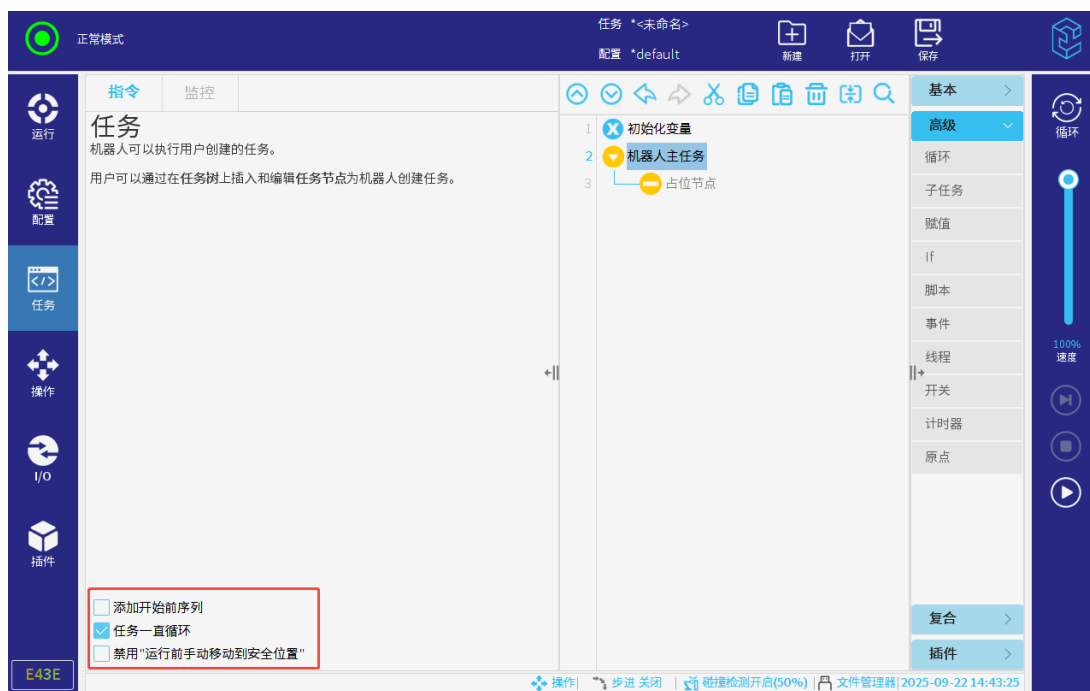 正常模式
任务 *<未命名>
配置 *default
新建
打开
保存
运行
配置
任务
操作
I/O
插件
E43E
指令
监控
任务
机器人可以执行用户创建的任务。
用户可以通过在任务树上插入和编辑任务节点为机器人创建任务。
添加开始前序列
任务一直循环
禁用"运行前手动移动到安全位置"
1 初始化变量
2 机器人主任务
3 占位节点
基本
高级
循环
子任务
赋值
If
脚本
事件
线程
开关
计时器
原点
复合
插件
循环
100%
速度
操作| 步进 关闭 | 碰撞检测开启(50%) | 文件管理器|2025-09-22 14:43:25